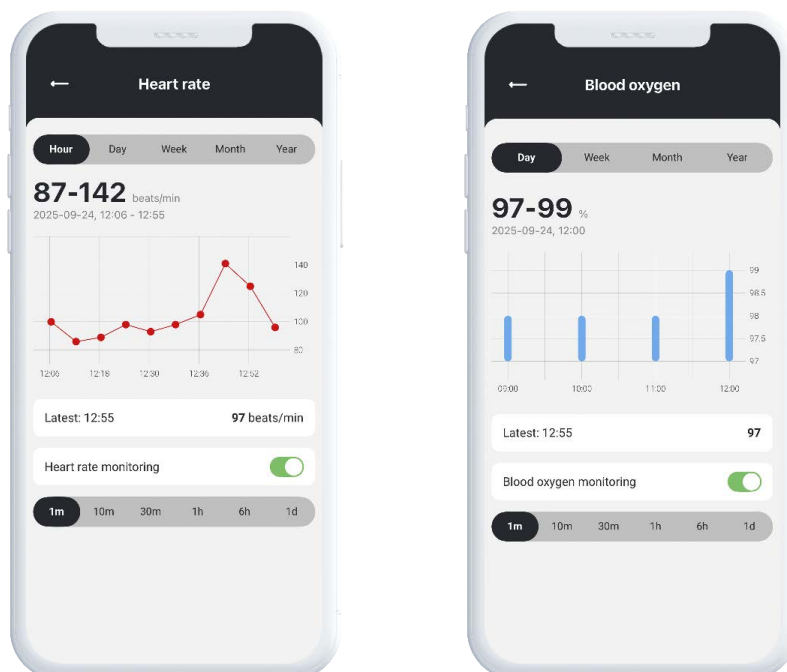 Heart rate
Hour Day Week Month Year
87-142 beats/min
2025-09-24, 12:06 - 12:55
140
120
100
80
12:06 12:18 12:30 12:36 12:52
Latest: 12:55 97 beats/min
Heart rate monitoring
1m 10m 30m 1h 6h 1d
Blood oxygen
Day Week Month Year
97-99 %
2025-09-24, 12:00
99
98.5
98
97.5
97
09:00 10:00 11:00 12:00
Latest: 12:55 97
Blood oxygen monitoring
1m 10m 30m 1h 6h 1d